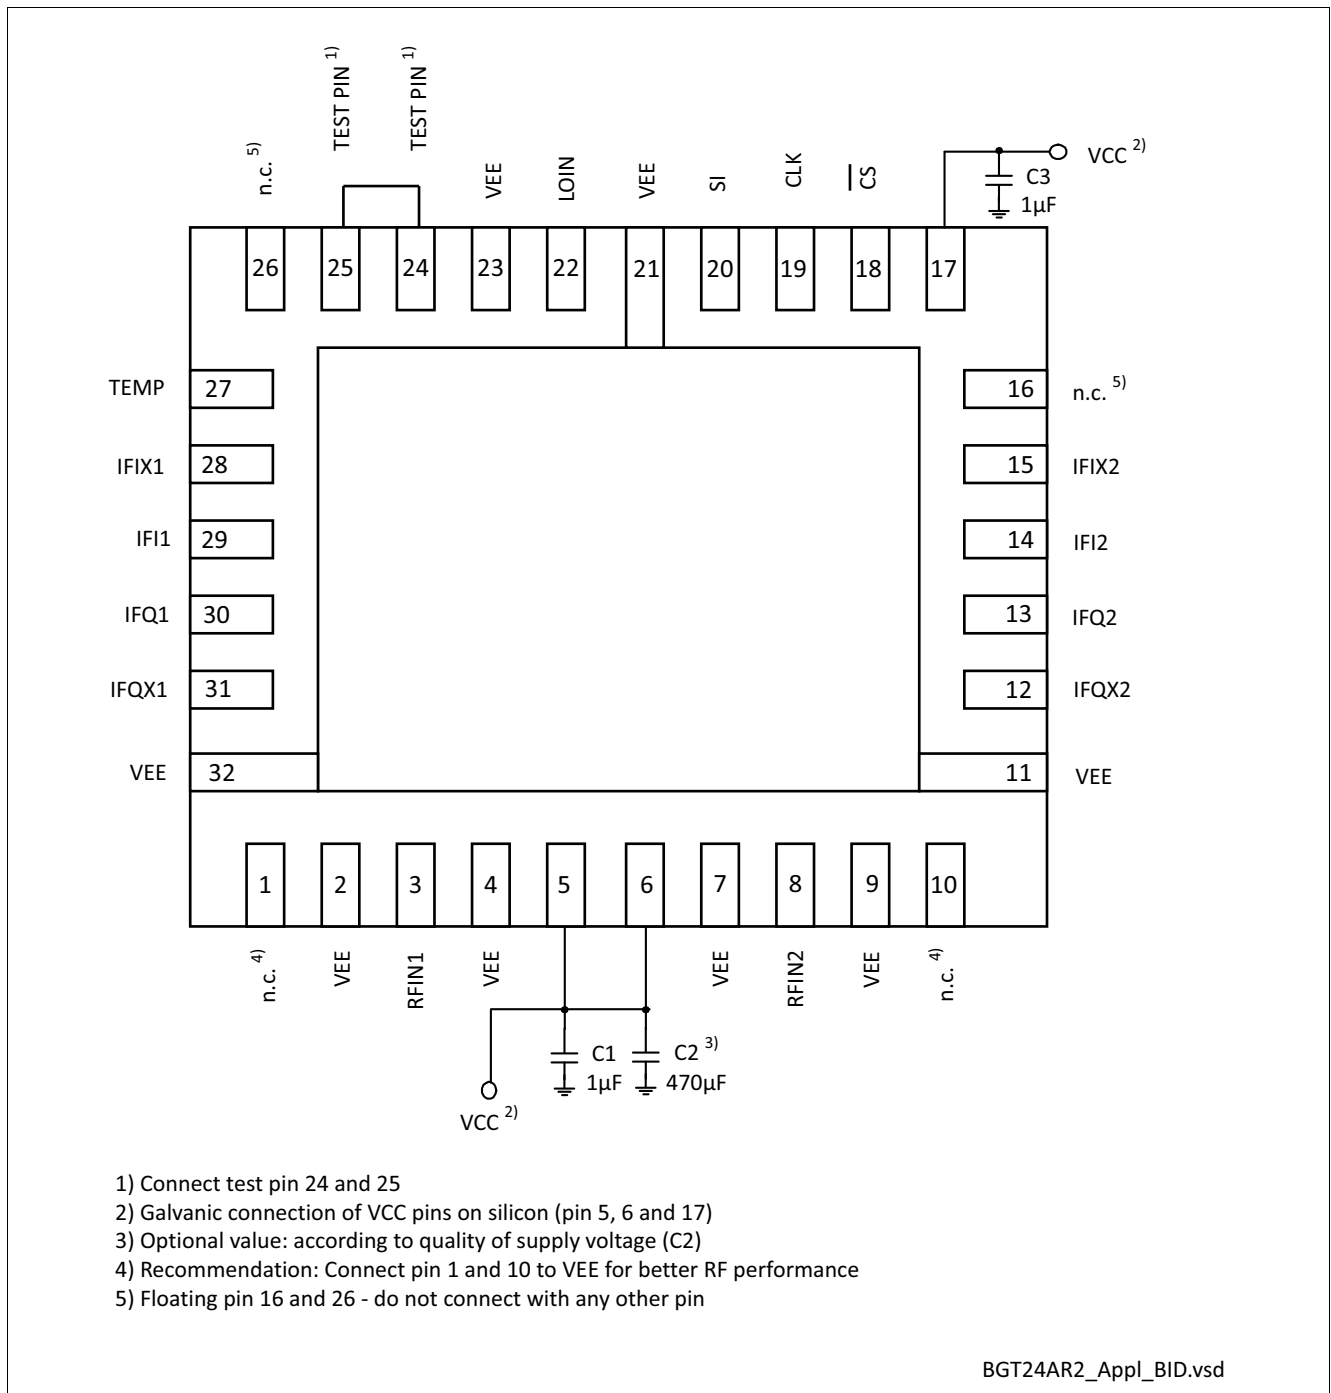 TEST PIN 1)
TEST PIN 1)
n.c. 5)
VEE
LOIN
VEE
SI
CLK
CS
VCC 2)
C3
1µF
26
25
24
23
22
21
20
19
18
17
TEMP
27
16
n.c. 5)
IFIX1
28
15
IFIX2
IFI1
29
14
IFI2
IFQ1
30
13
IFQ2
IFQX1
31
12
IFQX2
VEE
32
11
VEE
1
2
3
4
5
6
7
8
9
10
n.c. 4)
VEE
RFIN1
VEE
VEE
RFIN2
VEE
n.c. 4)
C1
1µF
C2 3)
470µF
VCC 2)
1) Connect test pin 24 and 25
2) Galvanic connection of VCC pins on silicon (pin 5, 6 and 17)
3) Optional value: according to quality of supply voltage (C2)
4) Recommendation: Connect pin 1 and 10 to VEE for better RF performance
5) Floating pin 16 and 26 - do not connect with any other pin
BGT24AR2_Appl_BID.vsd